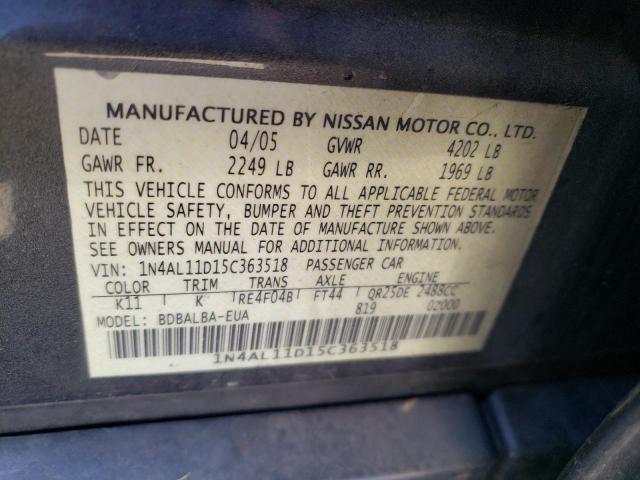 MANUFACTURED BY NISSAN MOTOR CO., LTD.
DATE 04/05 GVWR 4202 LB
GAWR FR. 2249 LB GAWR RR. 1969 LB
THIS VEHICLE CONFORMS TO ALL APPLICABLE FEDERAL MOTOR
VEHICLE SAFETY, BUMPER AND THEFT PREVENTION STANDARDS
IN EFFECT ON THE DATE OF MANUFACTURE SHOWN ABOVE.
SEE OWNERS MANUAL FOR ADDITIONAL INFORMATION.
VIN: 1N4AL11D15C363518 PASSENGER CAR
COLOR TRIM TRANS AXLE ENGINE
K11 K RE4F04B FT44 QR25DE 2488CC
MODEL: BDBALBA-EUA 819 02000
1N4AL11D15C363518